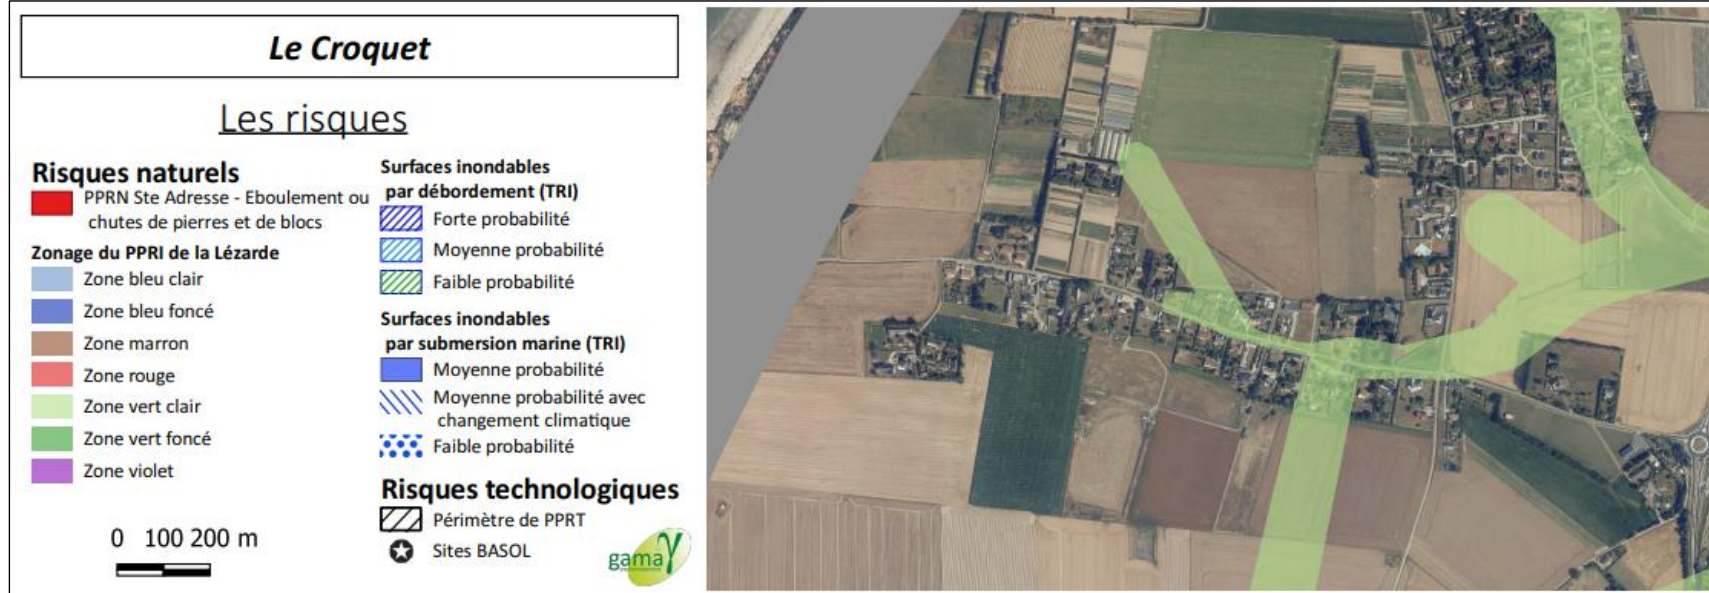 Le Croquet
Les risques
Risques naturels
PPRN Ste Adresse - Eboulement ou
chutes de pierres et de blocs
Zonage du PPRI de la Lézarde
Zone bleu clair
Zone bleu foncé
Zone marron
Zone rouge
Zone vert clair
Zone vert foncé
Zone violet
0 100 200 m
Surfaces inondables
par débordement (TRI)
Forte probabilité
Moyenne probabilité
Faible probabilité
Surfaces inondables
par submersion marine (TRI)
Moyenne probabilité
Moyenne probabilité avec
changement climatique
Faible probabilité
Risques technologiques
Périmètre de PPRT
Sites BASOL
gama